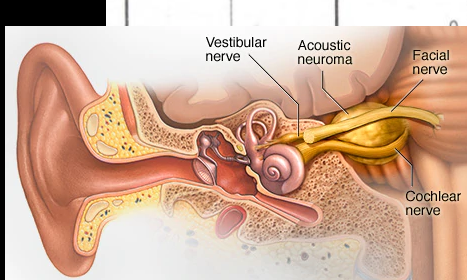 Vestibular
nerve
Acoustic
neuroma
Facial
nerve
Cochlear
nerve